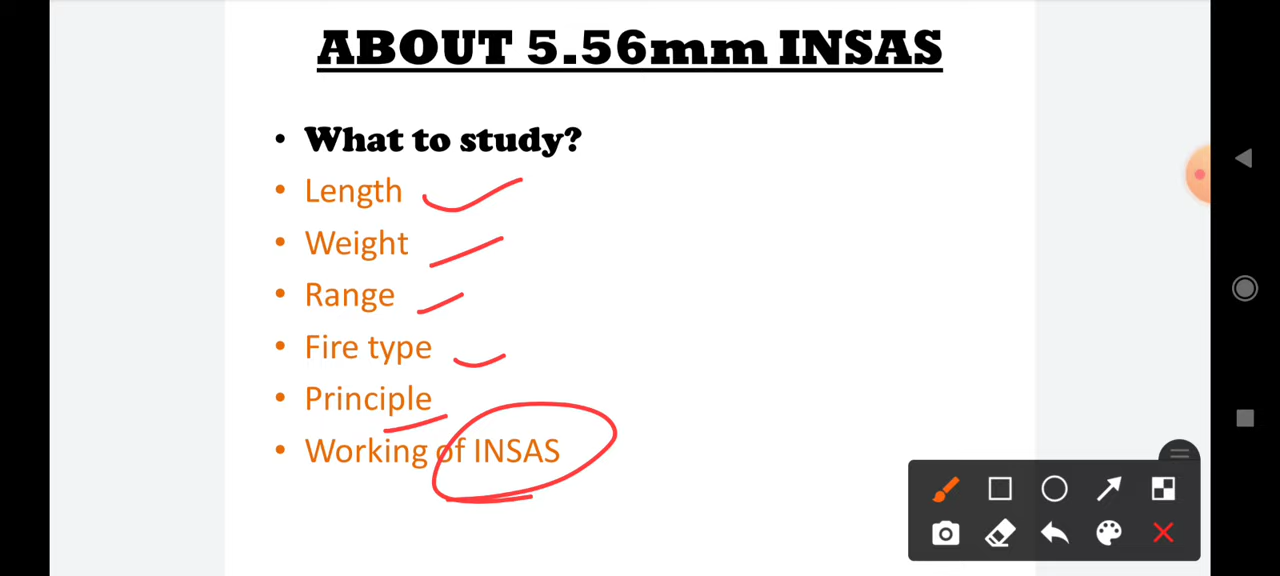 ABOUT 5.56mm INSAS
• What to study?
• Length
• Weight
• Range
• Fire type
• Principle
• Working of INSAS